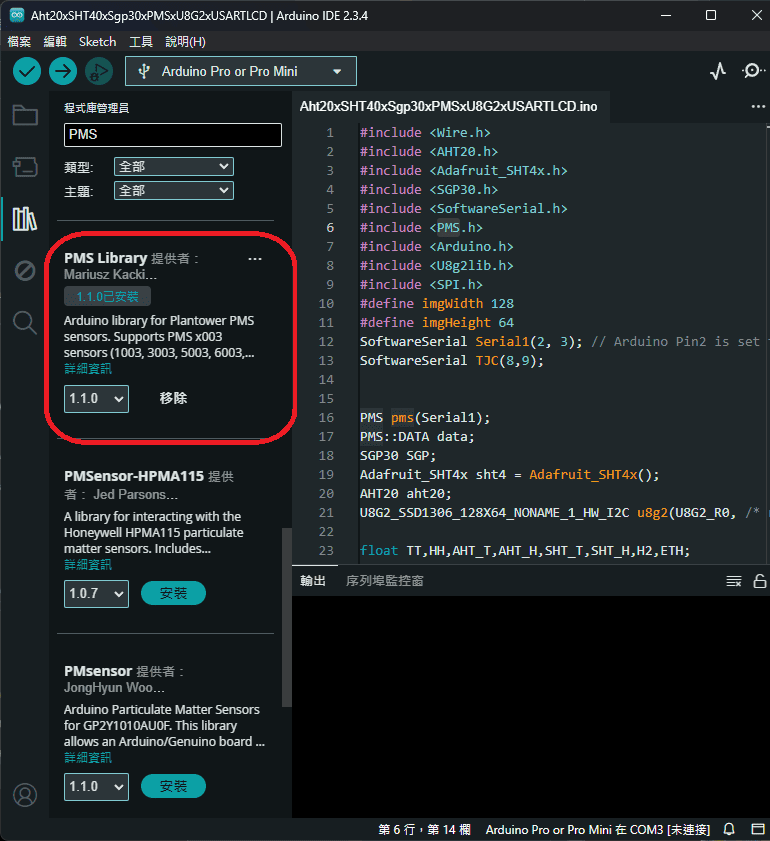 Aht20xSHT40xSgp30xPMSxU8G2xUSARTLCD | Arduino IDE 2.3.4
檔案 編輯 Sketch 工具 說明(H)
Arduino Pro or Pro Mini
程式庫管理員
PMS
類型: 全部
主題: 全部
PMS Library 提供者：
Mariusz Kacki...
1.1.0已安裝
Arduino library for Plantower PMS
sensors. Supports PMS x003
sensors (1003, 3003, 5003, 6003,...
詳細資訊
1.1.0 移除
PMSensor-HPMA115 提供
者： Jed Parsons...
A library for interacting with the
Honeywell HPMA115 particulate
matter sensors. Includes...
詳細資訊
1.0.7 安裝
PMsensor 提供者：
JongHyun Woo...
Arduino Particulate Matter Sensors
for GP2Y1010AU0F. This library
allows an Arduino/Genuino board ...
詳細資訊
1.1.0 安裝
Aht20xSHT40xSgp30xPMSxU8G2xUSARTLCD.ino
1 #include <Wire.h>
2 #include <AHT20.h>
3 #include <Adafruit_SHT4x.h>
4 #include <SGP30.h>
5 #include <SoftwareSerial.h>
6 #include <PMS.h>
7 #include <Arduino.h>
8 #include <U8g2lib.h>
9 #include <SPI.h>
10 #define imgWidth 128
11 #define imgHeight 64
12 SoftwareSerial Serial1(2, 3); // Arduino Pin2 is set
13 SoftwareSerial TJC(8,9);
14
15
16 PMS pms(Serial1);
17 PMS::DATA data;
18 SGP30 SGP;
19 Adafruit_SHT4x sht4 = Adafruit_SHT4x();
20 AHT20 aht20;
21 U8G2_SSD1306_128X64_NONAME_1_HW_I2C u8g2(U8G2_R0, /*
22
23 float TT,HH,AHT_T,AHT_H,SHT_T,SHT_H,H2,ETH;
輸出 序列埠監控窗
第 6 行，第 14 欄 Arduino Pro or Pro Mini 在 COM3 [未連接]